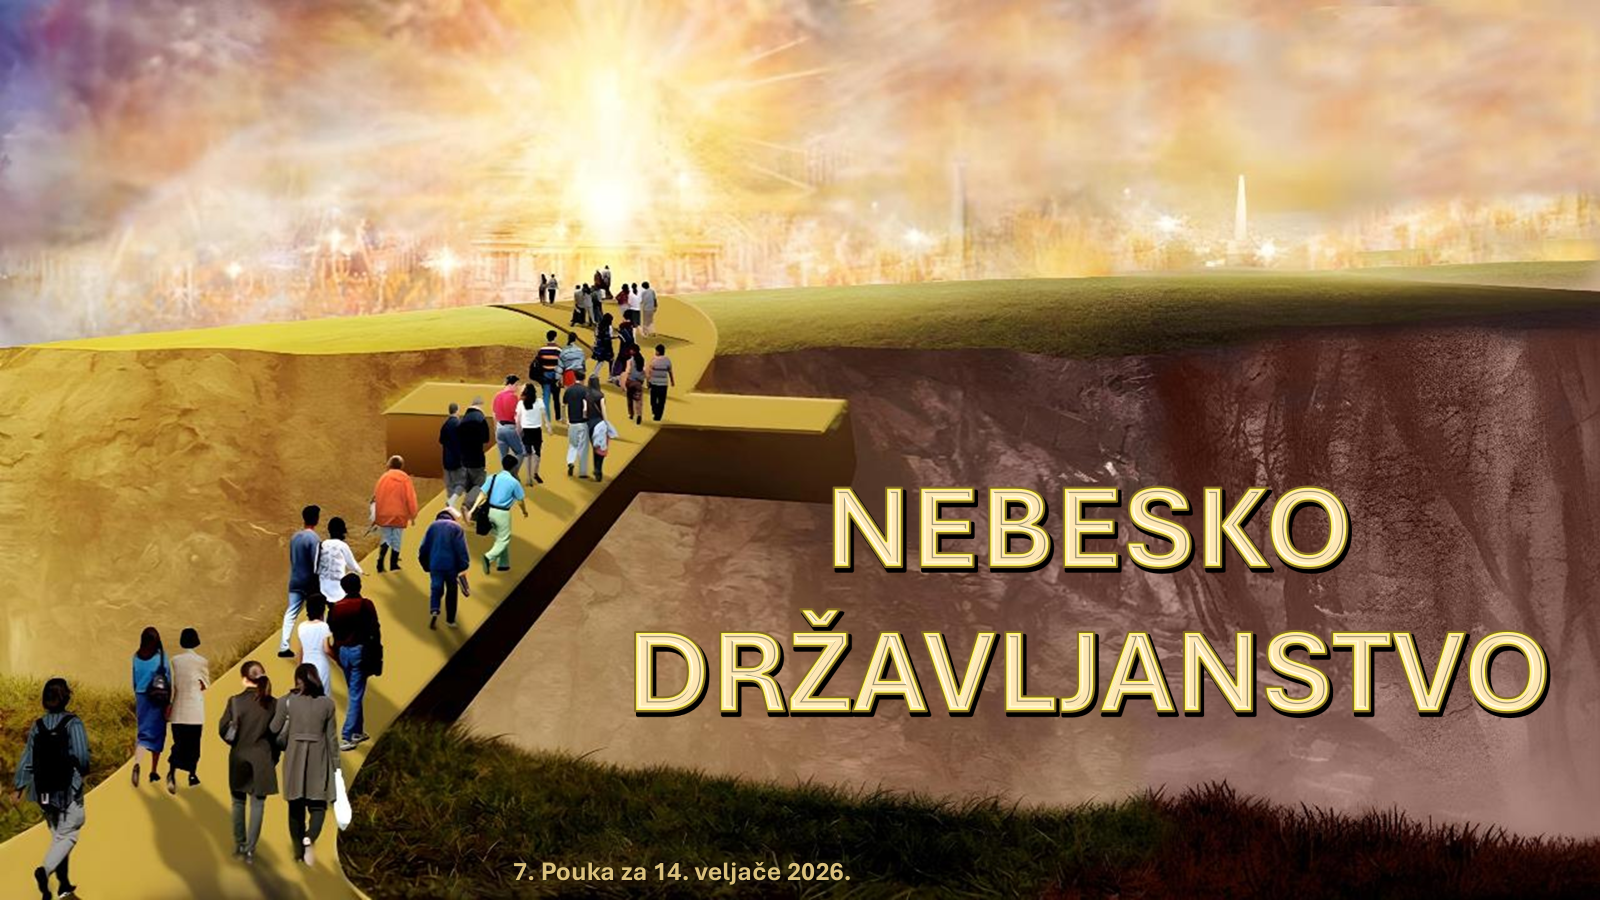 NEBESKO
DRŽAVLJANSTVO
7. Pouka za 14. veljače 2026.